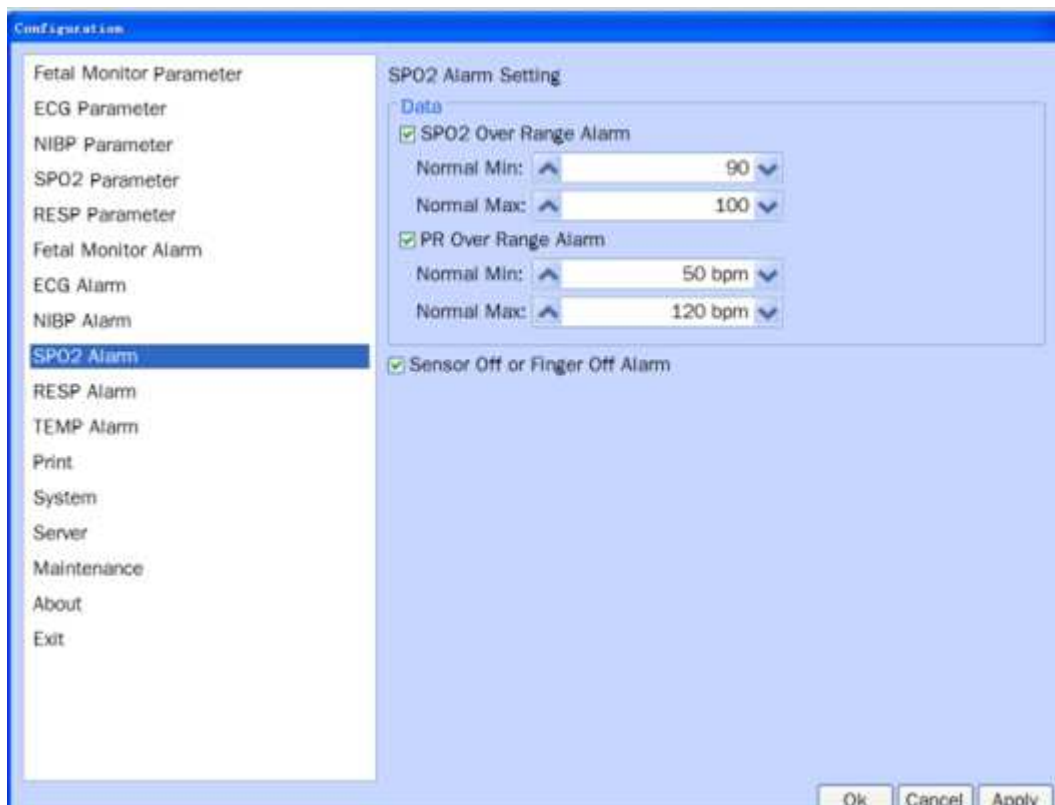 Configuration
Fetal Monitor Parameter
ECG Parameter
NIBP Parameter
SPO2 Parameter
RESP Parameter
Fetal Monitor Alarm
ECG Alarm
NIBP Alarm
SPO2 Alarm
RESP Alarm
TEMP Alarm
Print
System
Server
Maintenance
About
Exit
SPO2 Alarm Setting
Data
SPO2 Over Range Alarm
Normal Min: 90
Normal Max: 100
PR Over Range Alarm
Normal Min: 50 bpm
Normal Max: 120 bpm
Sensor Off or Finger Off Alarm
Ok Cancel Apply